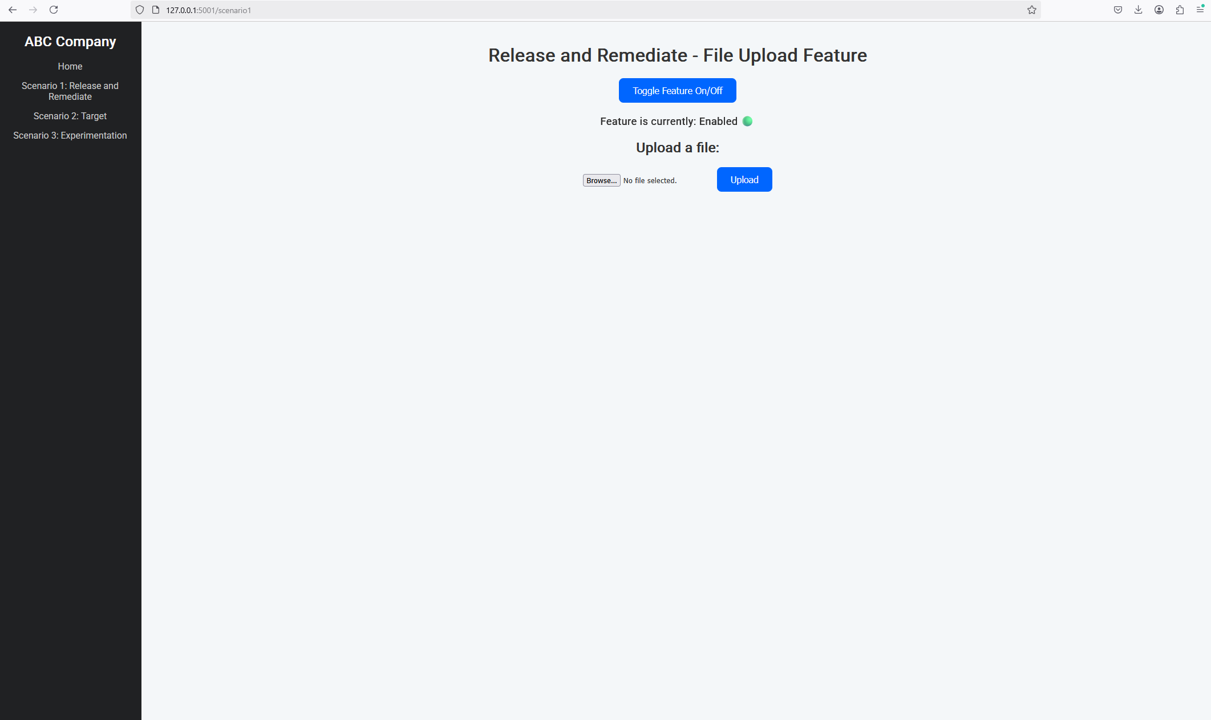 127.0.0.1:5001/scenario1
ABC Company
Home
Scenario 1: Release and
Remediate
Scenario 2: Target
Scenario 3: Experimentation
Release and Remediate - File Upload Feature
Toggle Feature On/Off
Feature is currently: Enabled
Upload a file:
Browse... No file selected.
Upload